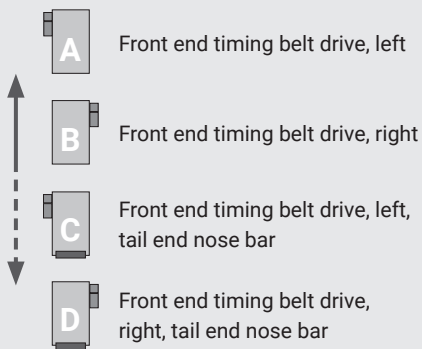 A
Front end timing belt drive, left
B
Front end timing belt drive, right
C
Front end timing belt drive, left,
tail end nose bar
D
Front end timing belt drive,
right, tail end nose bar